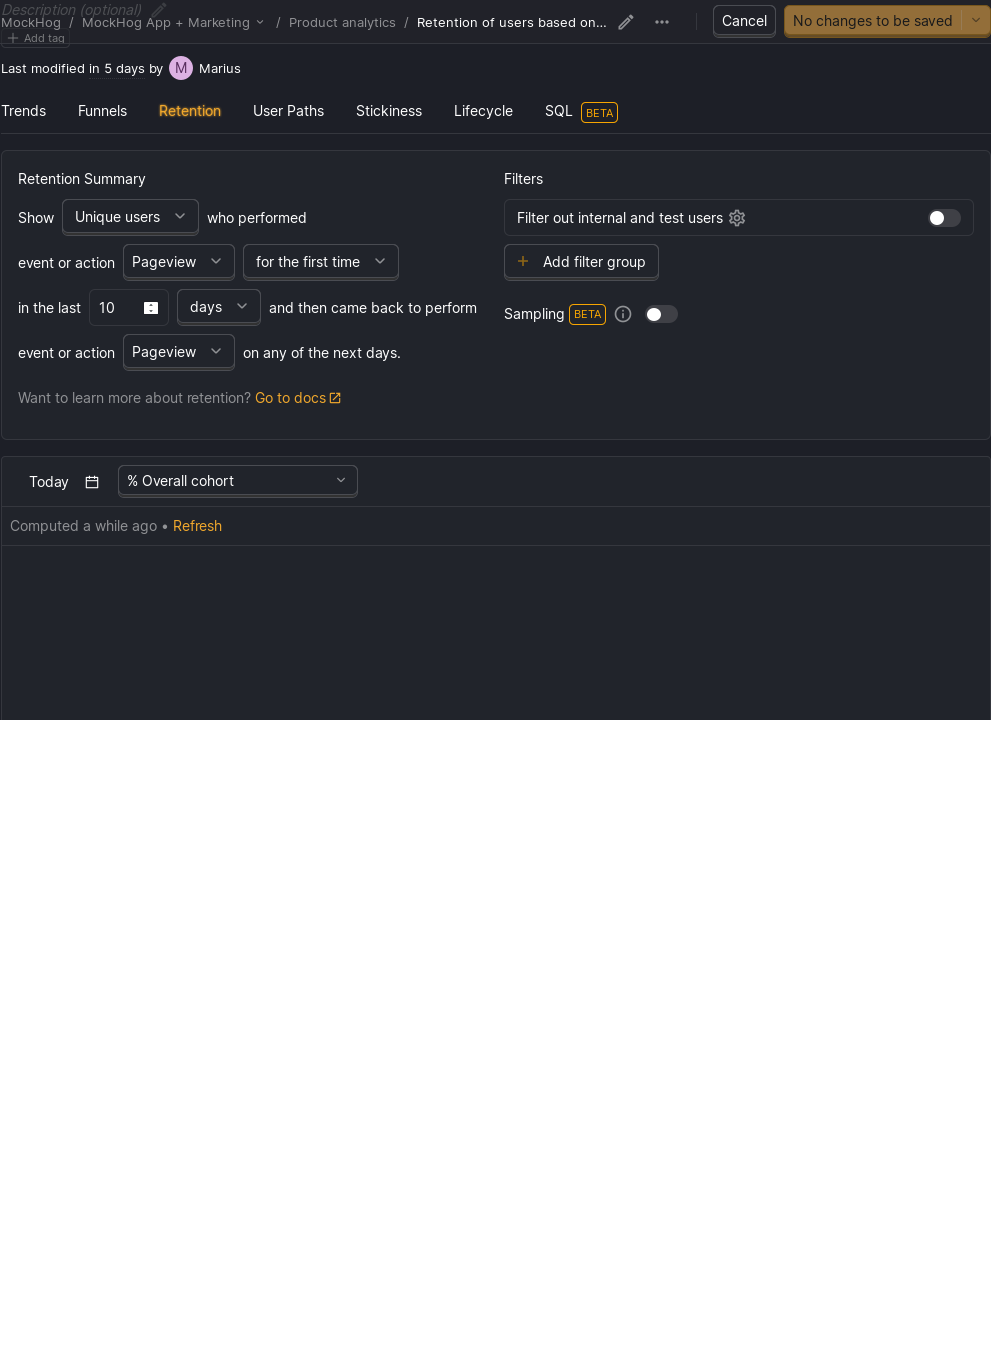 Description (optional)
MockHog / MockHog App + Marketing / Product analytics / Retention of users based on... Cancel No changes to be saved
Add tag
Last modified in 5 days by M Marius
Trends Funnels Retention User Paths Stickiness Lifecycle SQL BETA
Retention Summary Filters
Show Unique users who performed Filter out internal and test users
event or action Pageview for the first time Add filter group
in the last 10 days and then came back to perform Sampling BETA
event or action Pageview on any of the next days.
Want to learn more about retention? Go to docs
Today % Overall cohort
Computed a while ago • Refresh